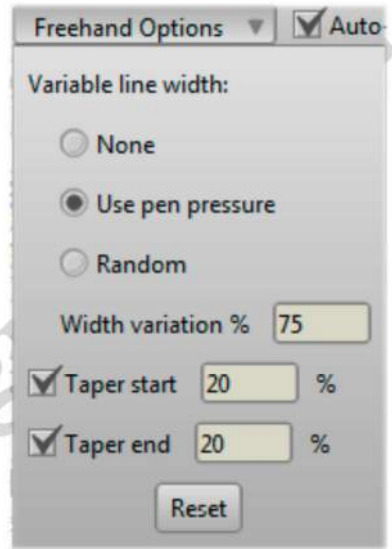 Freehand Options Auto-
Variable line width:
None
Use pen pressure
Random
Width variation % 75
Taper start 20 %
Taper end 20 %
Reset